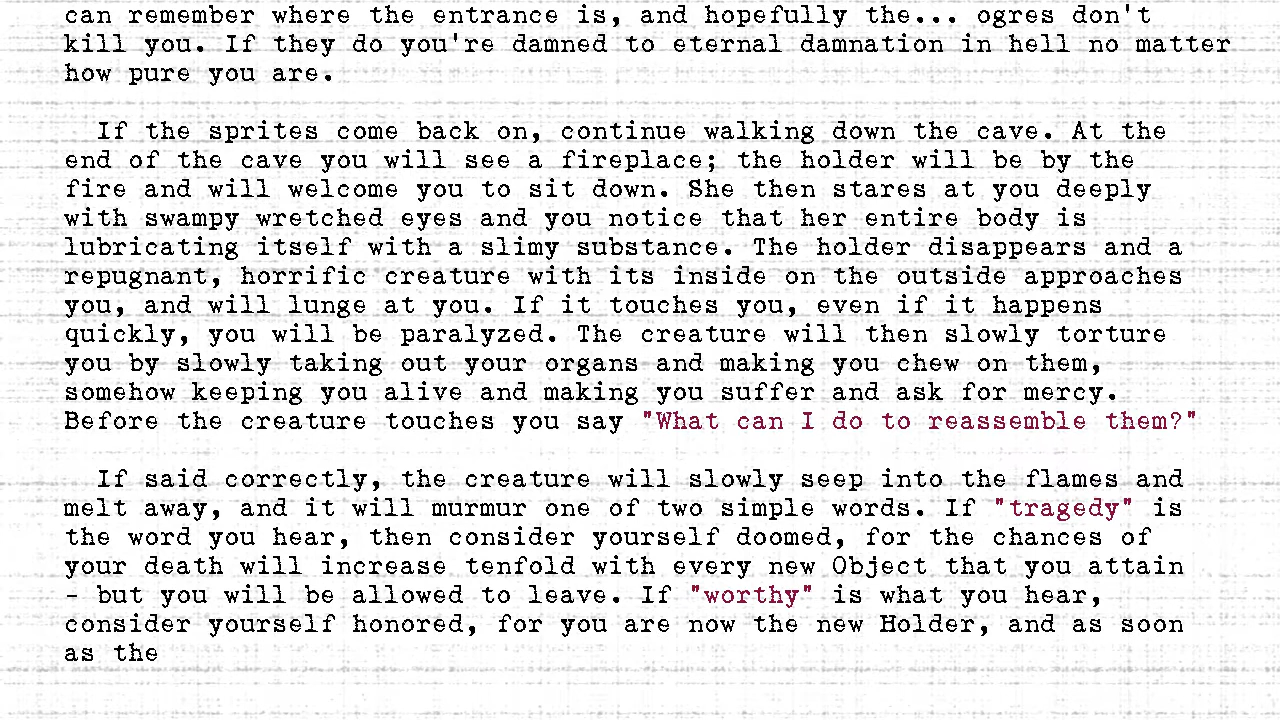 can remember where the entrance is, and hopefully the... ogres don't
kill you. If they do you're damned to eternal damnation in hell no matter
how pure you are.
If the sprites come back on, continue walking down the cave. At the
end of the cave you will see a fireplace; the holder will be by the
fire and will welcome you to sit down. She then stares at you deeply
with swampy wretched eyes and you notice that her entire body is
lubricating itself with a slimy substance. The holder disappears and a
repugnant, horrific creature with its inside on the outside approaches
you, and will lunge at you. If it touches you, even if it happens
quickly, you will be paralyzed. The creature will then slowly torture
you by slowly taking out your organs and making you chew on them,
somehow keeping you alive and making you suffer and ask for mercy.
Before the creature touches you say "What can I do to reassemble them?"
If said correctly, the creature will slowly seep into the flames and
melt away, and it will murmur one of two simple words. If "tragedy" is
the word you hear, then consider yourself doomed, for the chances of
your death will increase tenfold with every new Object that you attain
- but you will be allowed to leave. If "worthy" is what you hear,
consider yourself honored, for you are now the new Holder, and as soon
as the